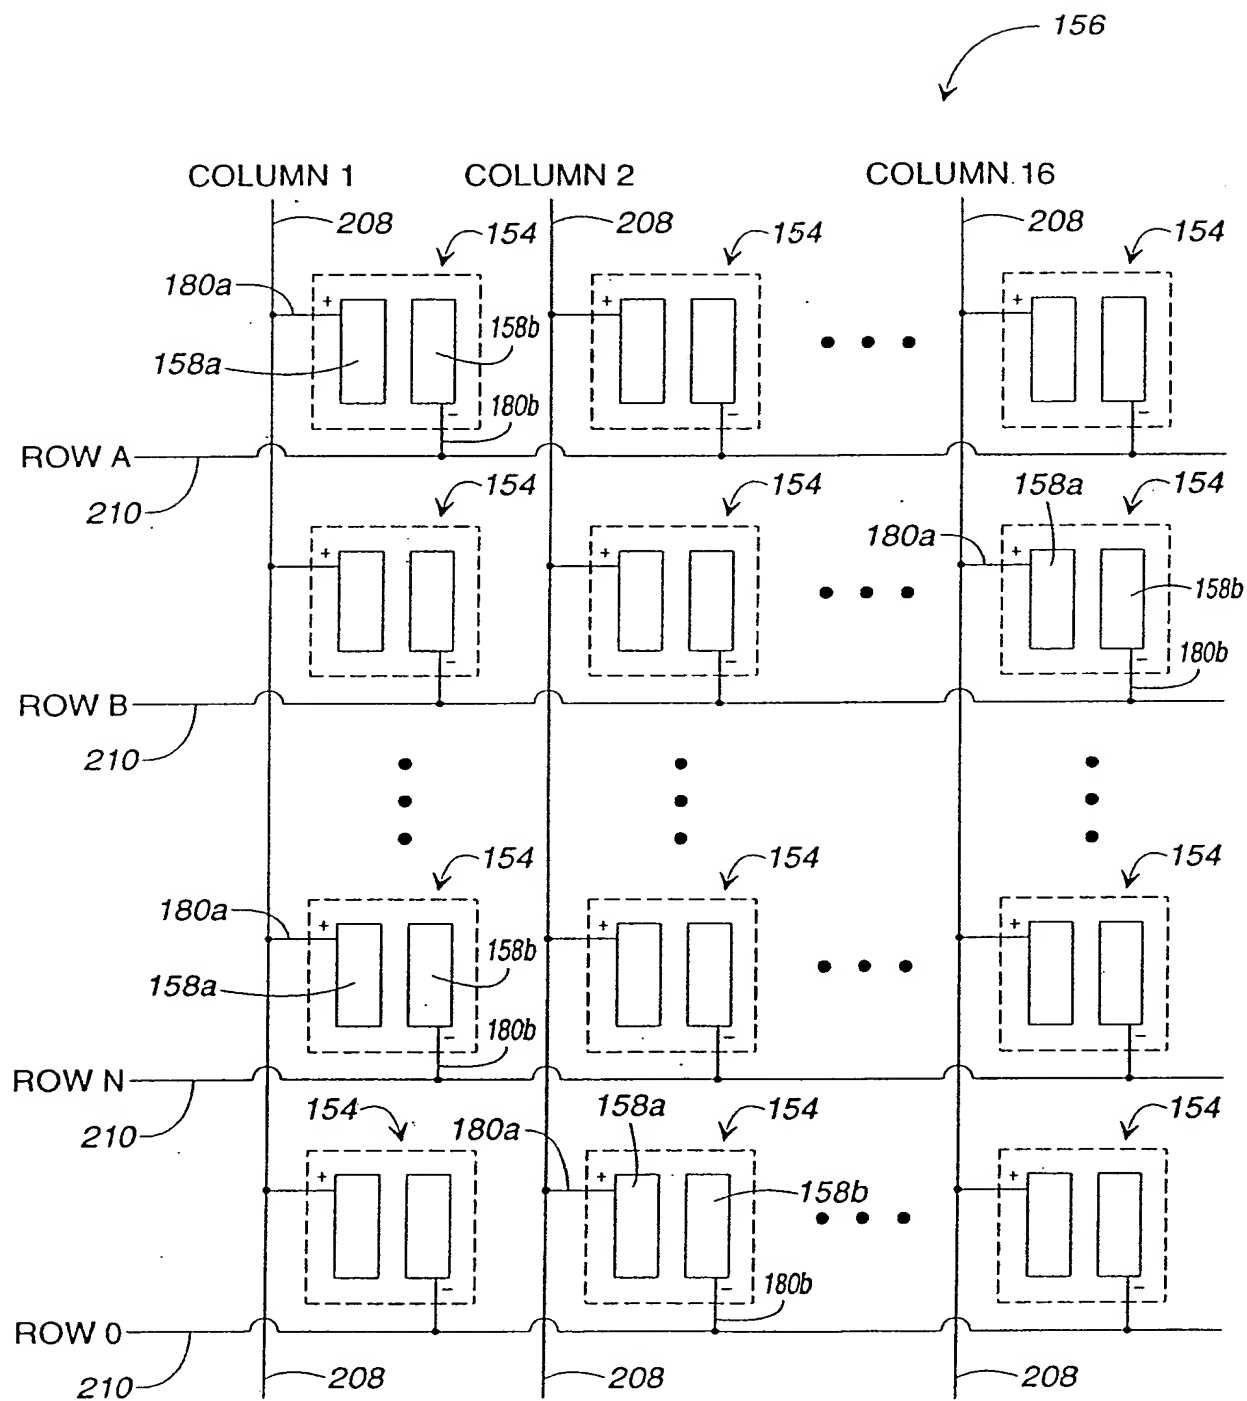 156
COLUMN 1 COLUMN 2 COLUMN. 16
208 154 208 154 208 154
180a + + +
158a 158b
− 180b − −
ROW A
210 154 154 158a 154
180a
+ + +
158b
− − − 180b
ROW B
210
154 154 154
180a + + +
158a 158b
− 180b − −
ROW N
210 154 180a 158a 154 154
+ + +
158b
− − 180b −
ROW 0
210 208 208 208